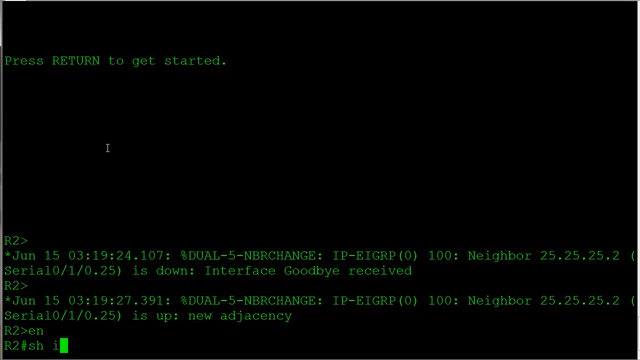 Press RETURN to get started.
R2>
*Jun 15 03:19:24.107: %DUAL-5-NBRCHANGE: IP-EIGRP(0) 100: Neighbor 25.25.25.2 (
Serial0/1/0.25) is down: Interface Goodbye received
R2>
*Jun 15 03:19:27.391: %DUAL-5-NBRCHANGE: IP-EIGRP(0) 100: Neighbor 25.25.25.2 (
Serial0/1/0.25) is up: new adjacency
R2>en
R2#sh i